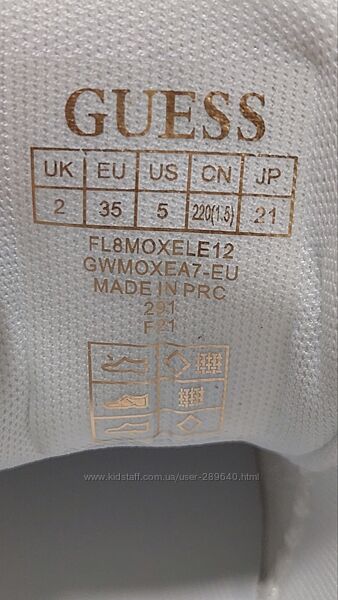 GUESS
UK EU US CN JP
2 35 5 220(1.5) 21
FL8MOXELE12
GWMOXEA7-EU
MADE IN PRC
291
F21
www.kidstaff.com.ua/user-289640.html